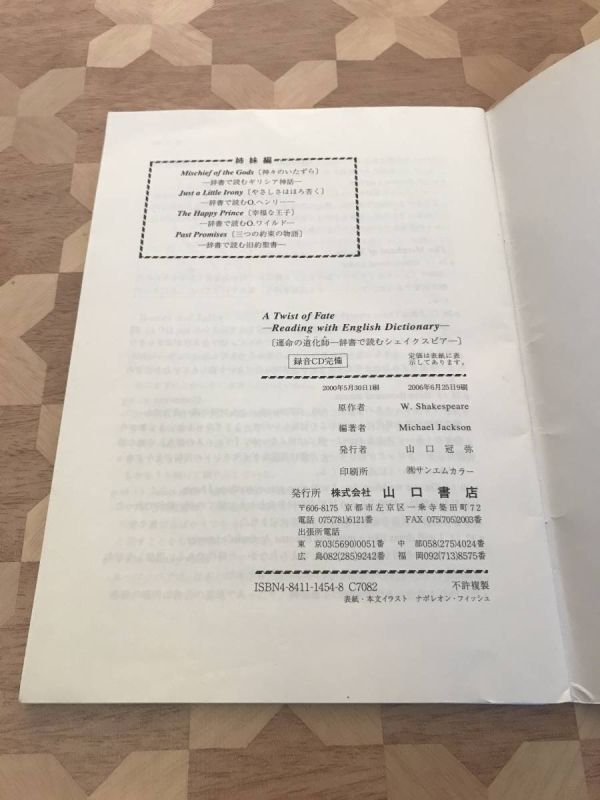 姉妹編
Mischief of the Gods〔神々のいたずら〕
―辞書で読むギリシア神話―
Just a Little Irony〔やさしさはほろ苦く〕
―辞書で読むO.ヘンリー―
The Happy Prince〔幸福な王子〕
―辞書で読むO.ワイルド―
Past Promises〔三つの約束の物語〕
―辞書で読む旧約聖書―
A Twist of Fate
―Reading with English Dictionary―
〔運命の道化師―辞書で読むシェイクスピア―〕
録音CD完備
定価は表紙に表
示してあります。
2000年5月30日1刷 2006年6月25日9刷
原作者 W. Shakespeare
編著者 Michael Jackson
発行者 山口冠弥
印刷所 ㈱サンエムカラー
発行所 株式会社 山口書店
〒606-8175 京都市左京区一乗寺築田町72
電話 075(781)6121番 FAX 075(705)2003番
出張所電話
東京03(5690)0051番 中部058(275)4024番
広島082(285)9242番 福岡092(713)8575番
ISBN4-8411-1454-8 C7082 不許複製
表紙・本文イラスト ナポレオン・フィッシュ